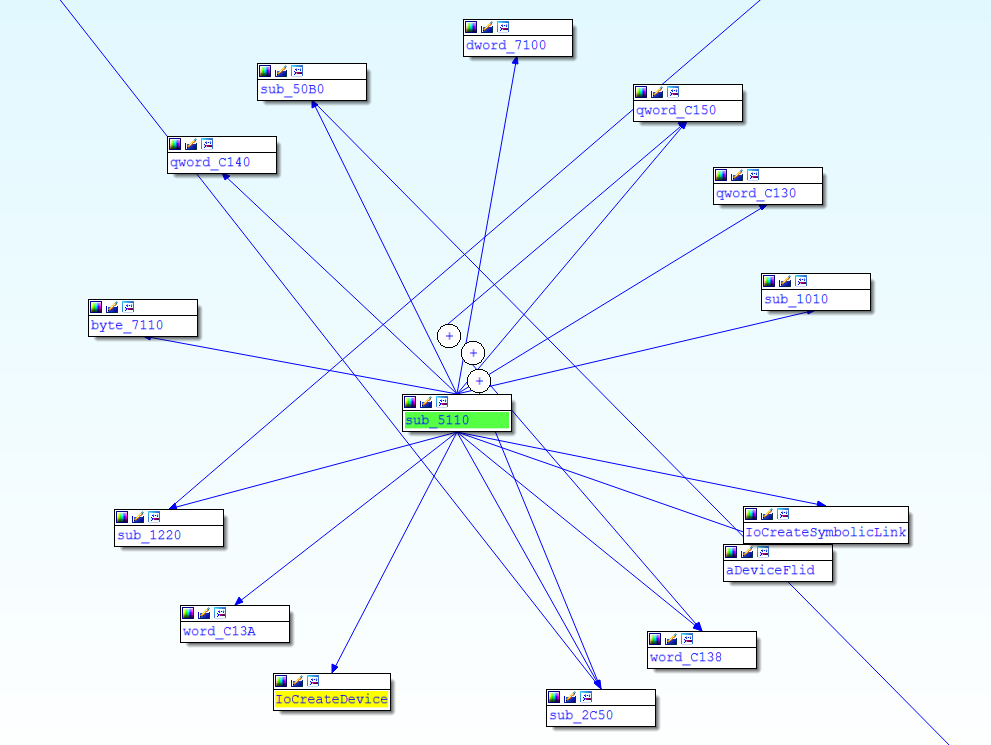 dword_7100
sub_50B0
qword_C150
qword_C140
qword_C130
sub_1010
byte_7110
+
+
+
sub_5110
sub_1220
IoCreateSymbolicLink
aDeviceFlid
word_C13A
word_C138
IoCreateDevice
sub_2C50